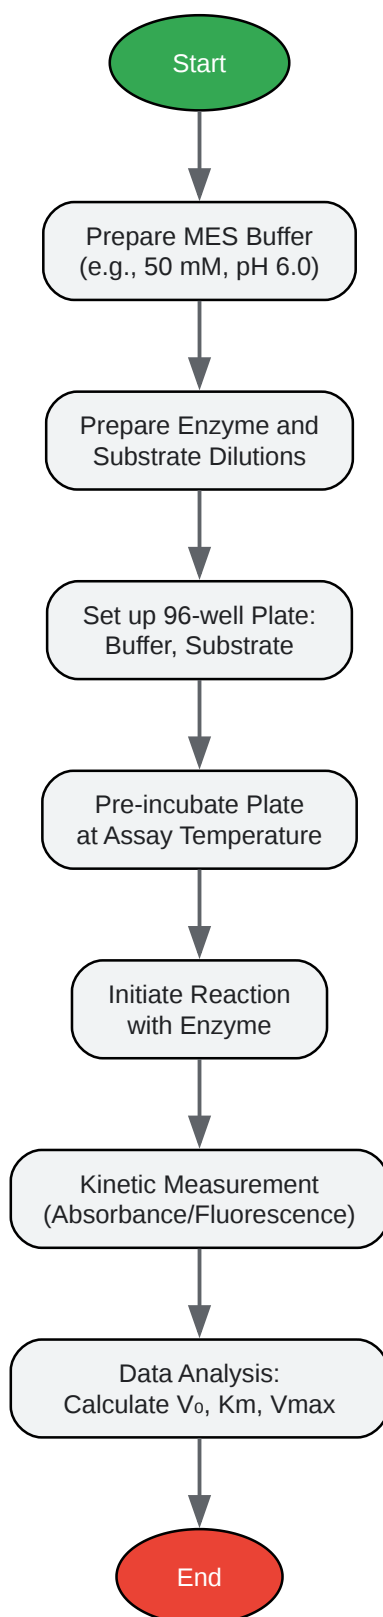 Start
Prepare MES Buffer
(e.g., 50 mM, pH 6.0)
Prepare Enzyme and
Substrate Dilutions
Set up 96-well Plate:
Buffer, Substrate
Pre-incubate Plate
at Assay Temperature
Initiate Reaction
with Enzyme
Kinetic Measurement
(Absorbance/Fluorescence)
Data Analysis:
Calculate V₀, Km, Vmax
End